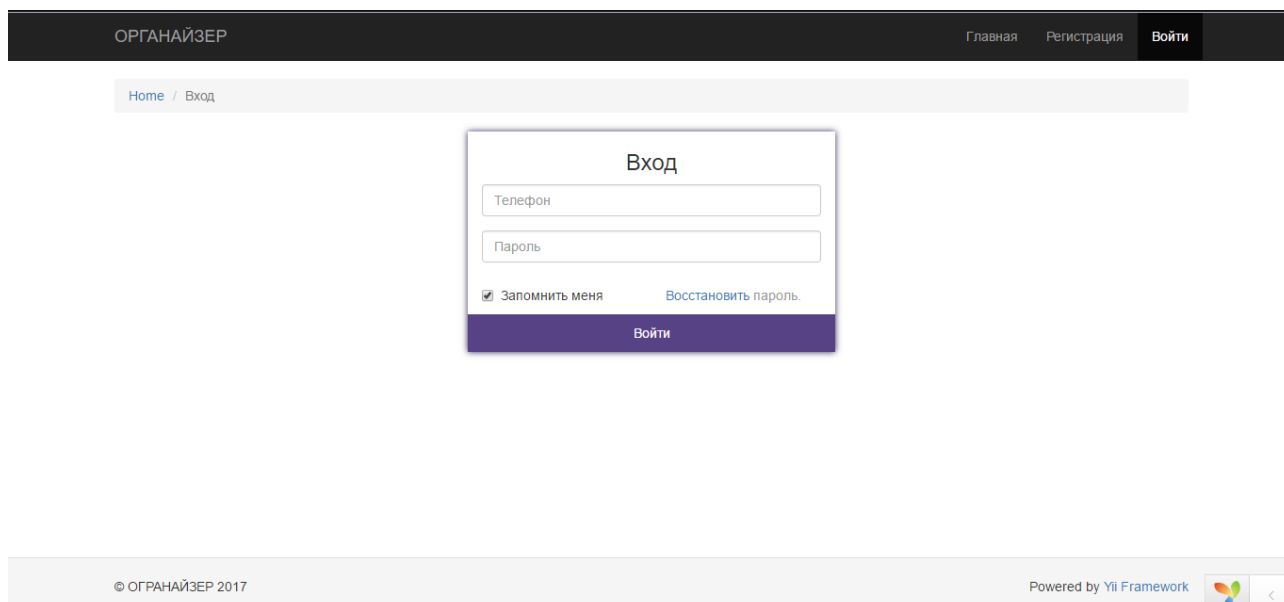 ОРГАНАЙЗЕР Главная Регистрация Войти
Home / Вход
Вход
Телефон
Пароль
Запомнить меня Восстановить пароль.
Войти
© ОГРАНАЙЗЕР 2017 Powered by Yii Framework